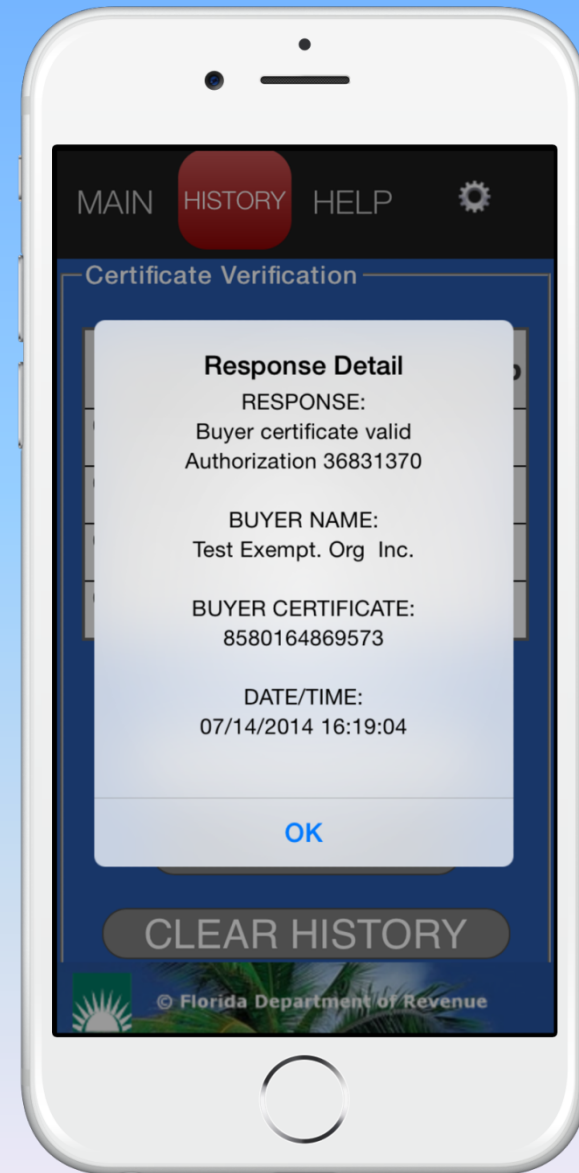 MAIN HISTORY HELP
Certificate Verification
Response Detail
RESPONSE:
Buyer certificate valid
Authorization 36831370
BUYER NAME:
Test Exempt. Org Inc.
BUYER CERTIFICATE:
8580164869573
DATE/TIME:
07/14/2014 16:19:04
OK
CLEAR HISTORY
© Florida Department of Revenue